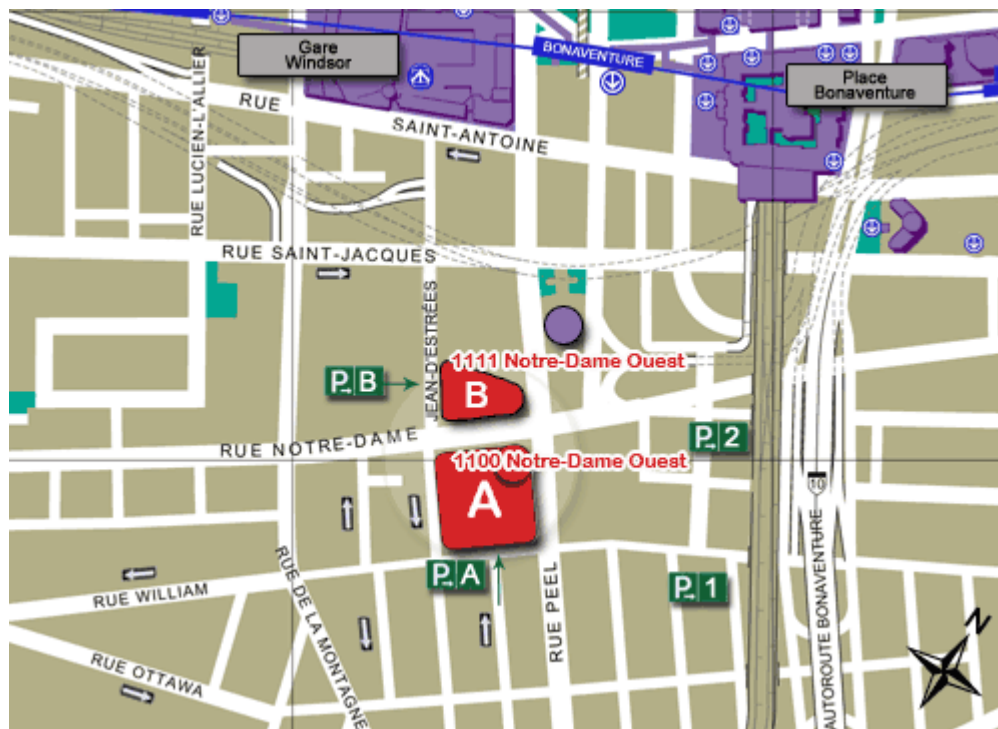 Gare
Windsor
BONAVENTURE
Place
Bonaventure
RUE SAINT-ANTOINE
RUE LUCIEN-L'ALLIER
RUE SAINT-JACQUES
JEAN-D'ESTRÉES
1111 Notre-Dame Ouest
P B
B
RUE NOTRE-DAME
P 2
1100 Notre-Dame Ouest
A
10
P A
P 1
RUE WILLIAM
RUE DE LA MONTAGNE
RUE PEEL
AUTOROUTE BONAVENTURE
N
RUE OTTAWA